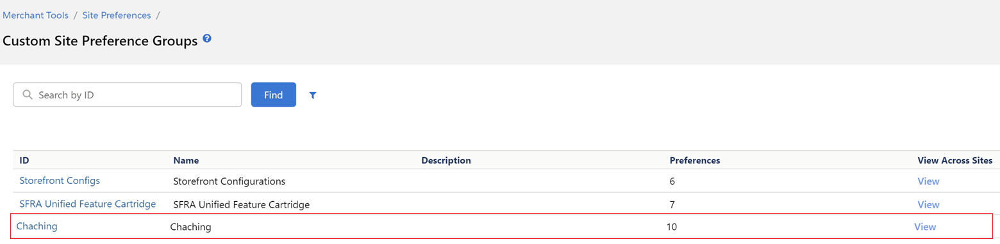 Merchant Tools / Site Preferences /
Custom Site Preference Groups ?
Search by ID Find
ID Name Description Preferences View Across Sites
Storefront Configs Storefront Configurations 6 View
SFRA Unified Feature Cartridge SFRA Unified Feature Cartridge 7 View
Chaching Chaching 10 View